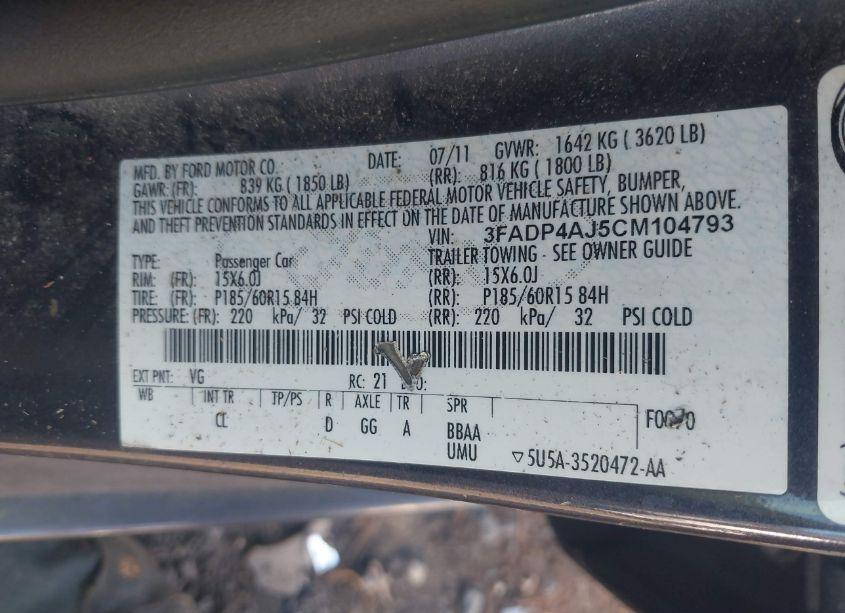 MFD. BY FORD MOTOR CO. DATE: 07/11 GVWR: 1642 KG ( 3620 LB)
GAWR: (FR): 839 KG ( 1850 LB) (RR): 816 KG ( 1800 LB)
THIS VEHICLE CONFORMS TO ALL APPLICABLE FEDERAL MOTOR VEHICLE SAFETY, BUMPER,
AND THEFT PREVENTION STANDARDS IN EFFECT ON THE DATE OF MANUFACTURE SHOWN ABOVE.
VIN: 3FADP4AJ5CM104793
TYPE: Passenger Car TRAILER TOWING - SEE OWNER GUIDE
RIM: (FR): 15X6.0J (RR): 15X6.0J
TIRE: (FR): P185/60R15 84H (RR): P185/60R15 84H
PRESSURE: (FR): 220 kPa/ 32 PSI COLD (RR): 220 kPa/ 32 PSI COLD
EXT PNT: VG RC: 21
WB INT TR TP/PS R AXLE TR SPR
CL D GG A BBAA
UMU
▽5U5A-3520472-AA